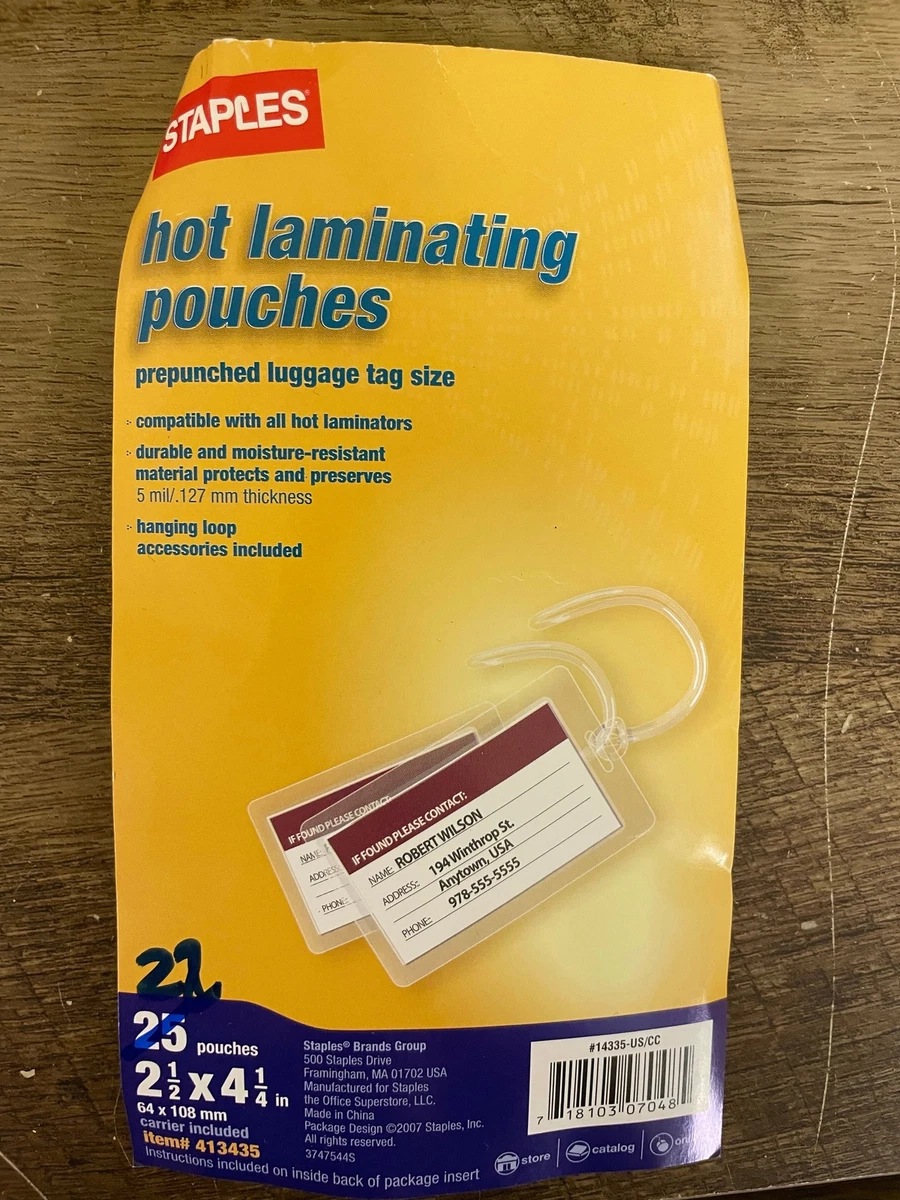 STAPLES®
hot laminating
pouches
prepunched luggage tag size
compatible with all hot laminators
durable and moisture-resistant
material protects and preserves
5 mil/.127 mm thickness
hanging loop
accessories included
IF FOUND PLEASE CONTACT:
NAME:
ADDRESS:
PHONE:
IF FOUND PLEASE CONTACT:
NAME: ROBERT WILSON
ADDRESS: 194 Winthrop St.
Anytown, USA
PHONE: 978-555-5555
22
25 pouches
2 1/2 x 4 1/4 in
64 x 108 mm
carrier included
item# 413435
Instructions included on inside back of package insert
Staples® Brands Group
500 Staples Drive
Framingham, MA 01702 USA
Manufactured for Staples
the Office Superstore, LLC.
Made in China
Package Design ©2007 Staples, Inc.
All rights reserved.
3747544S
#14335-US/CC
7 18103 07048
store catalog